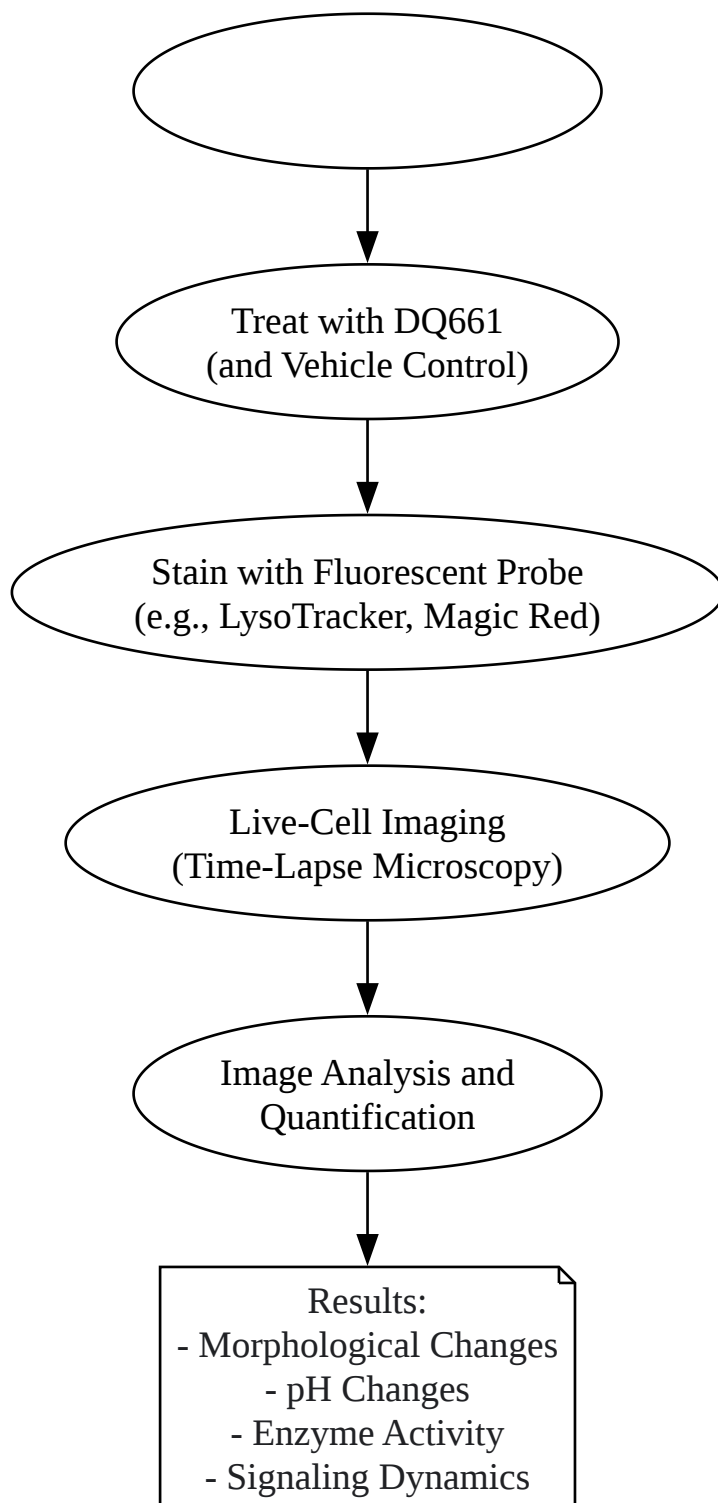 Treat with DQ661
(and Vehicle Control)
Stain with Fluorescent Probe
(e.g., LysoTracker, Magic Red)
Live-Cell Imaging
(Time-Lapse Microscopy)
Image Analysis and
Quantification
Results:
- Morphological Changes
- pH Changes
- Enzyme Activity
- Signaling Dynamics